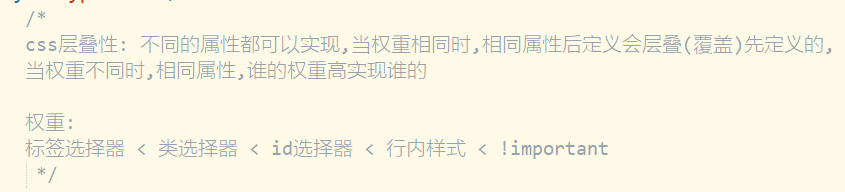 /*
css层叠性: 不同的属性都可以实现,当权重相同时,相同属性后定义会层叠(覆盖)先定义的,
当权重不同时,相同属性,谁的权重高实现谁的
权重:
标签选择器 < 类选择器 < id选择器 < 行内样式 < !important
*/